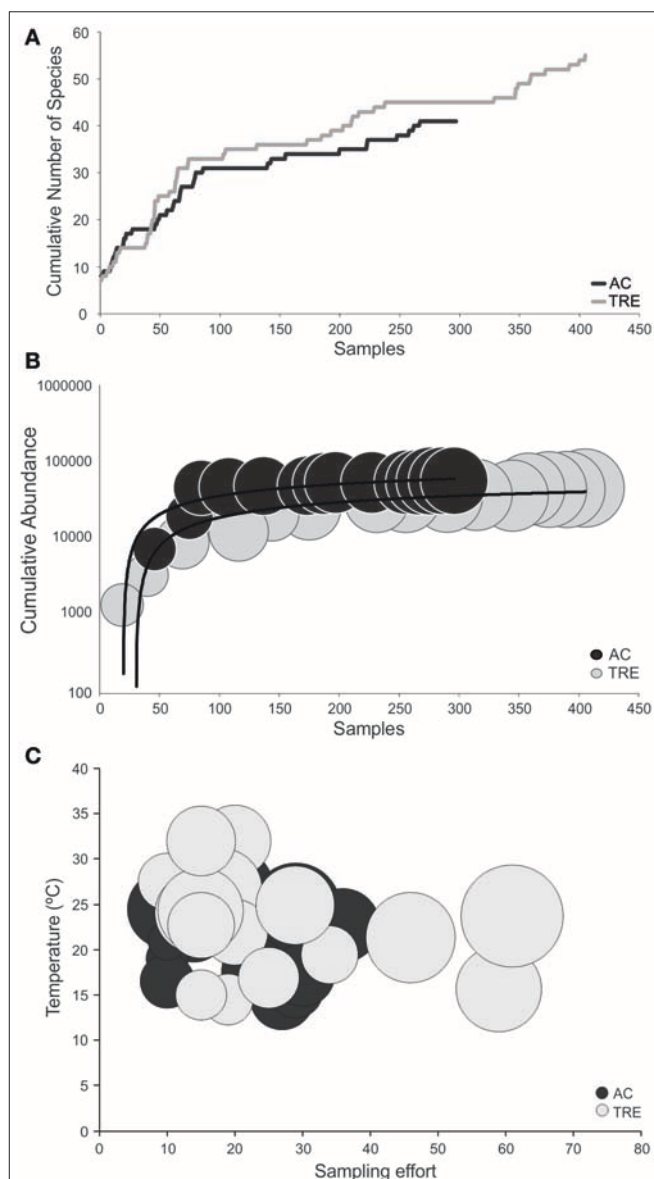 A
Cumulative Number of Species
60
50
40
30
20
10
0
0 50 100 150 200 250 300 350 400 450
Samples
AC
TRE
B
Cumulative Abundance
1000000
100000
10000
1000
100
0 50 100 150 200 250 300 350 400 450
Samples
AC
TRE
C
Temperature (ºC)
40
35
30
25
20
15
10
5
0
0 10 20 30 40 50 60 70 80
Sampling effort
AC
TRE